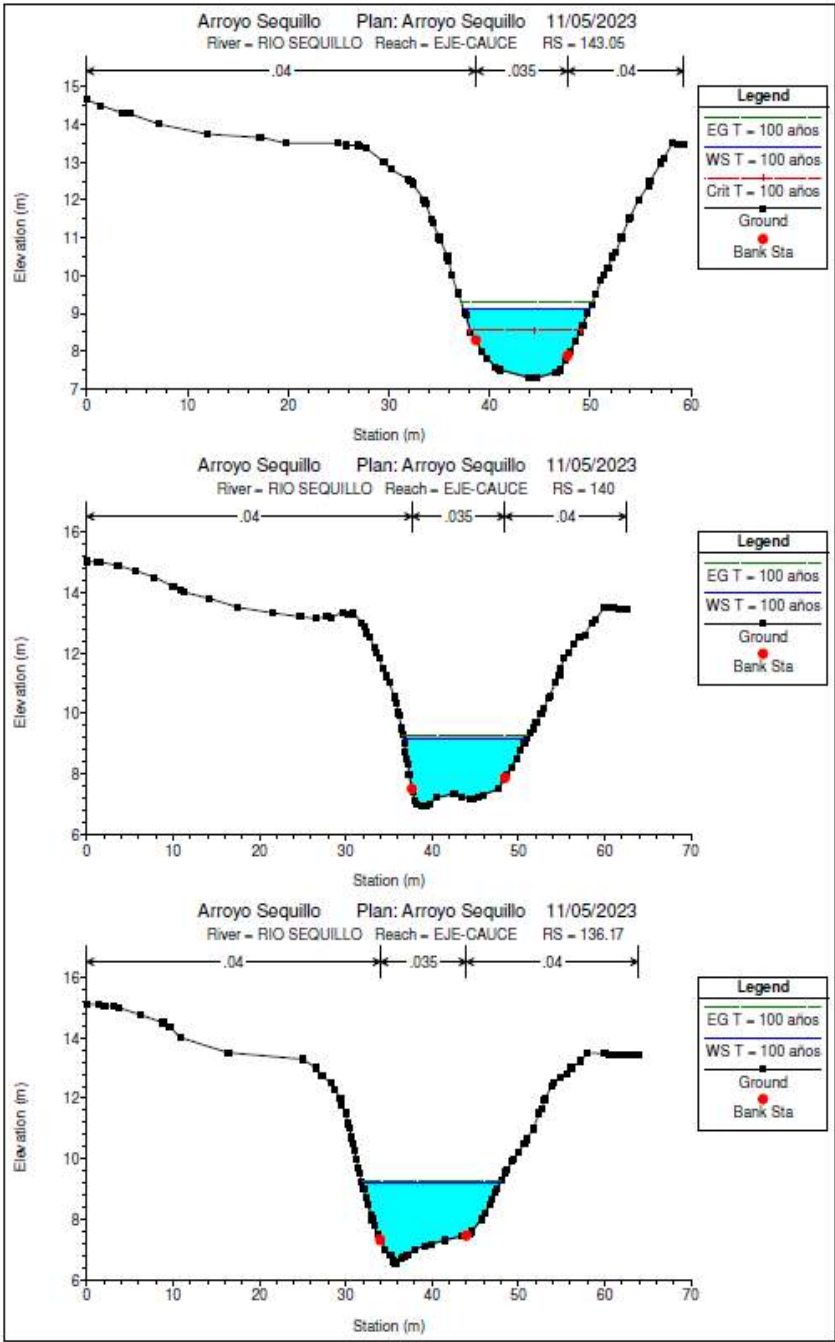 Arroyo Sequillo Plan: Arroyo Sequillo 11/05/2023
River = RIO SEQUILLO Reach = EJE-CAUCE RS = 143.05
.04 .035 .04
Elevation (m)
15
14
13
12
11
10
9
8
7
0 10 20 30 40 50 60
Station (m)
Legend
EG T = 100 años
WS T = 100 años
Crit T = 100 años
Ground
Bank Sta
Arroyo Sequillo Plan: Arroyo Sequillo 11/05/2023
River = RIO SEQUILLO Reach = EJE-CAUCE RS = 140
.04 .035 .04
Elevation (m)
16
14
12
10
8
6
0 10 20 30 40 50 60 70
Station (m)
Legend
EG T = 100 años
WS T = 100 años
Ground
Bank Sta
Arroyo Sequillo Plan: Arroyo Sequillo 11/05/2023
River = RIO SEQUILLO Reach = EJE-CAUCE RS = 136.17
.04 .035 .04
Elevation (m)
16
14
12
10
8
6
0 10 20 30 40 50 60 70
Station (m)
Legend
EG T = 100 años
WS T = 100 años
Ground
Bank Sta